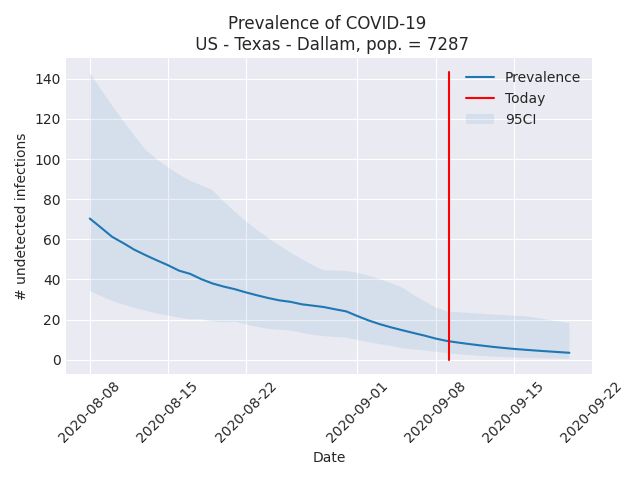 Prevalence of COVID-19
US - Texas - Dallam, pop. = 7287
# undetected infections
140
120
100
80
60
40
20
0
Prevalence
Today
95CI
2020-08-08
2020-08-15
2020-08-22
2020-09-01
2020-09-08
2020-09-15
2020-09-22
Date